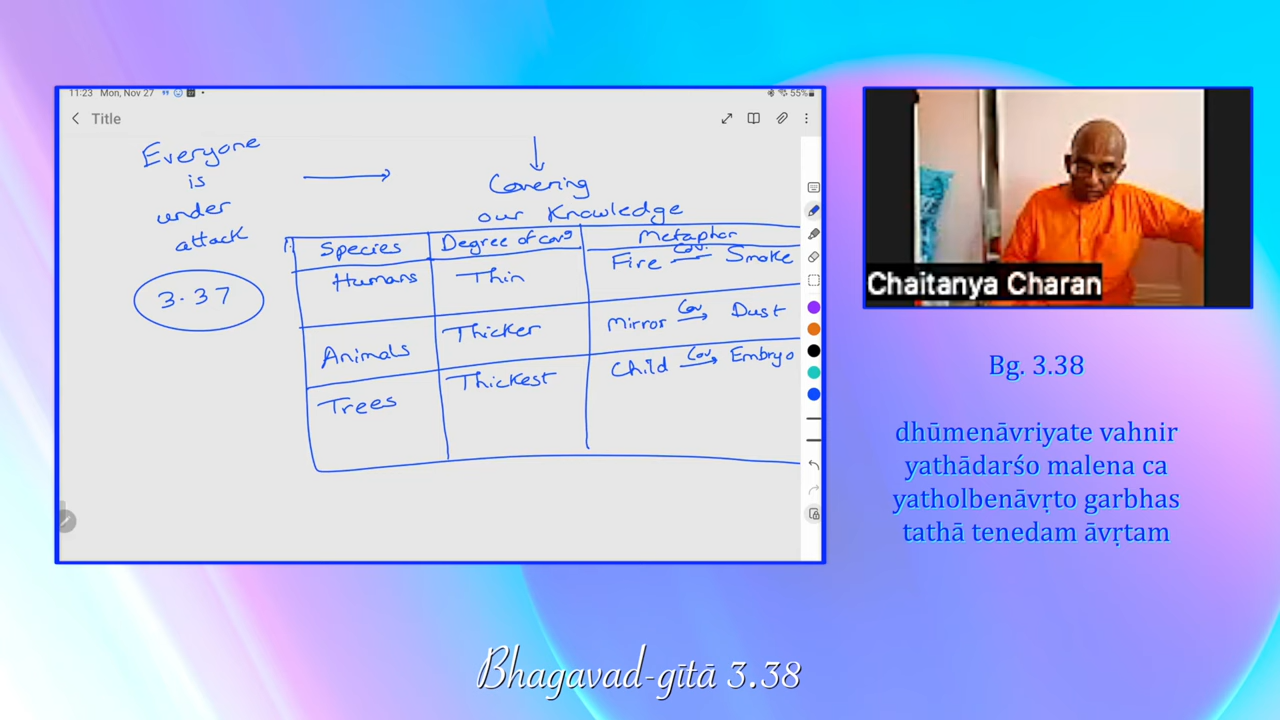 11:23 Mon, Nov 27
55%
Title
Everyone
is
under
attack
3.37
Covering
our Knowledge
Species Degree of covg Metaphor
Humans Thin Fire Cov. Smoke
Animals Thicker Mirror Cov Dust
Trees Thickest Child Cov Embryo
Chaitanya Charan
Bg. 3.38
dhūmenāvriyate vahnir
yathādarśo malena ca
yatholbenāvṛto garbhas
tathā tenedam āvṛtam
Bhagavad-gītā 3.38